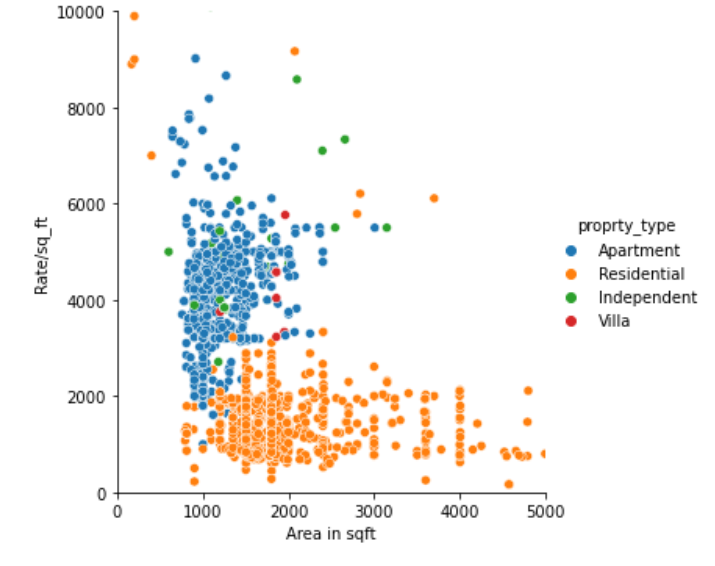 10000
8000
6000
4000
2000
0
Rate/sq_ft
0 1000 2000 3000 4000 5000
Area in sqft
proprty_type
Apartment
Residential
Independent
Villa